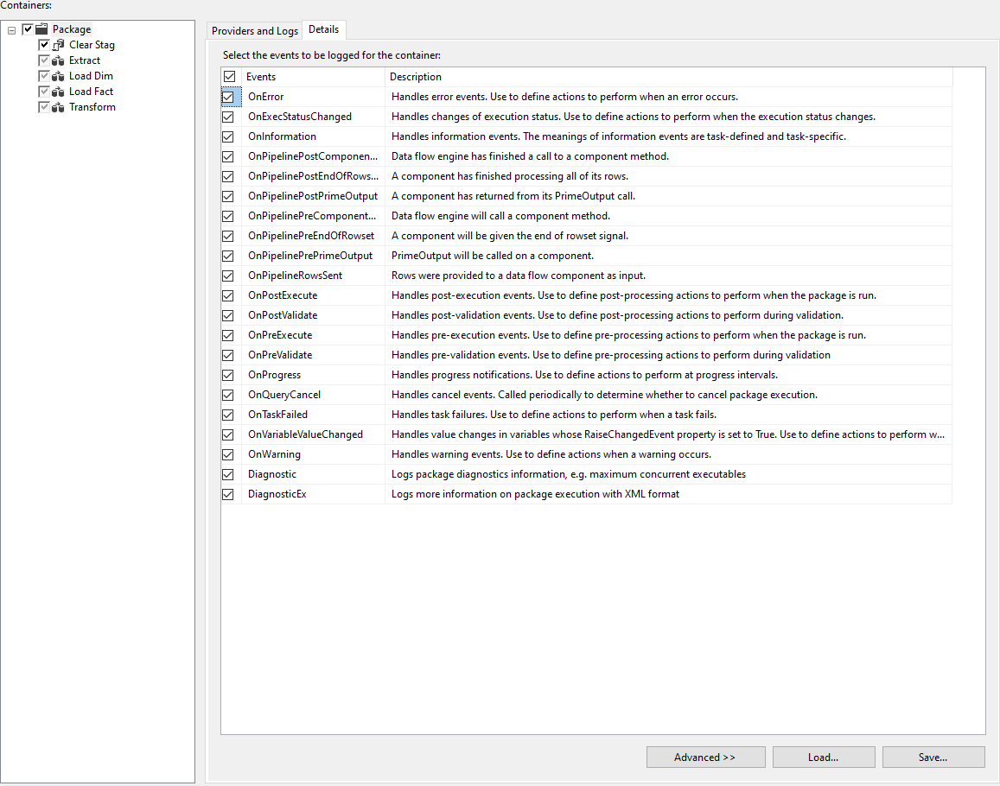 Containers:
Package
Clear Stag
Extract
Load Dim
Load Fact
Transform
Providers and Logs Details
Select the events to be logged for the container:
Events Description
OnError Handles error events. Use to define actions to perform when an error occurs.
OnExecStatusChanged Handles changes of execution status. Use to define actions to perform when the execution status changes.
OnInformation Handles information events. The meanings of information events are task-defined and task-specific.
OnPipelinePostComponen... Data flow engine has finished a call to a component method.
OnPipelinePostEndOfRows... A component has finished processing all of its rows.
OnPipelinePostPrimeOutput A component has returned from its PrimeOutput call.
OnPipelinePreComponent... Data flow engine will call a component method.
OnPipelinePreEndOfRowset A component will be given the end of rowset signal.
OnPipelinePrePrimeOutput PrimeOutput will be called on a component.
OnPipelineRowsSent Rows were provided to a data flow component as input.
OnPostExecute Handles post-execution events. Use to define post-processing actions to perform when the package is run.
OnPostValidate Handles post-validation events. Use to define post-processing actions to perform during validation.
OnPreExecute Handles pre-execution events. Use to define pre-processing actions to perform when the package is run.
OnPreValidate Handles pre-validation events. Use to define pre-processing actions to perform during validation
OnProgress Handles progress notifications. Use to define actions to perform at progress intervals.
OnQueryCancel Handles cancel events. Called periodically to determine whether to cancel package execution.
OnTaskFailed Handles task failures. Use to define actions to perform when a task fails.
OnVariableValueChanged Handles value changes in variables whose RaiseChangedEvent property is set to True. Use to define actions to perform w...
OnWarning Handles warning events. Use to define actions when a warning occurs.
Diagnostic Logs package diagnostics information, e.g. maximum concurrent executables
DiagnosticEx Logs more information on package execution with XML format
Advanced >> Load... Save...